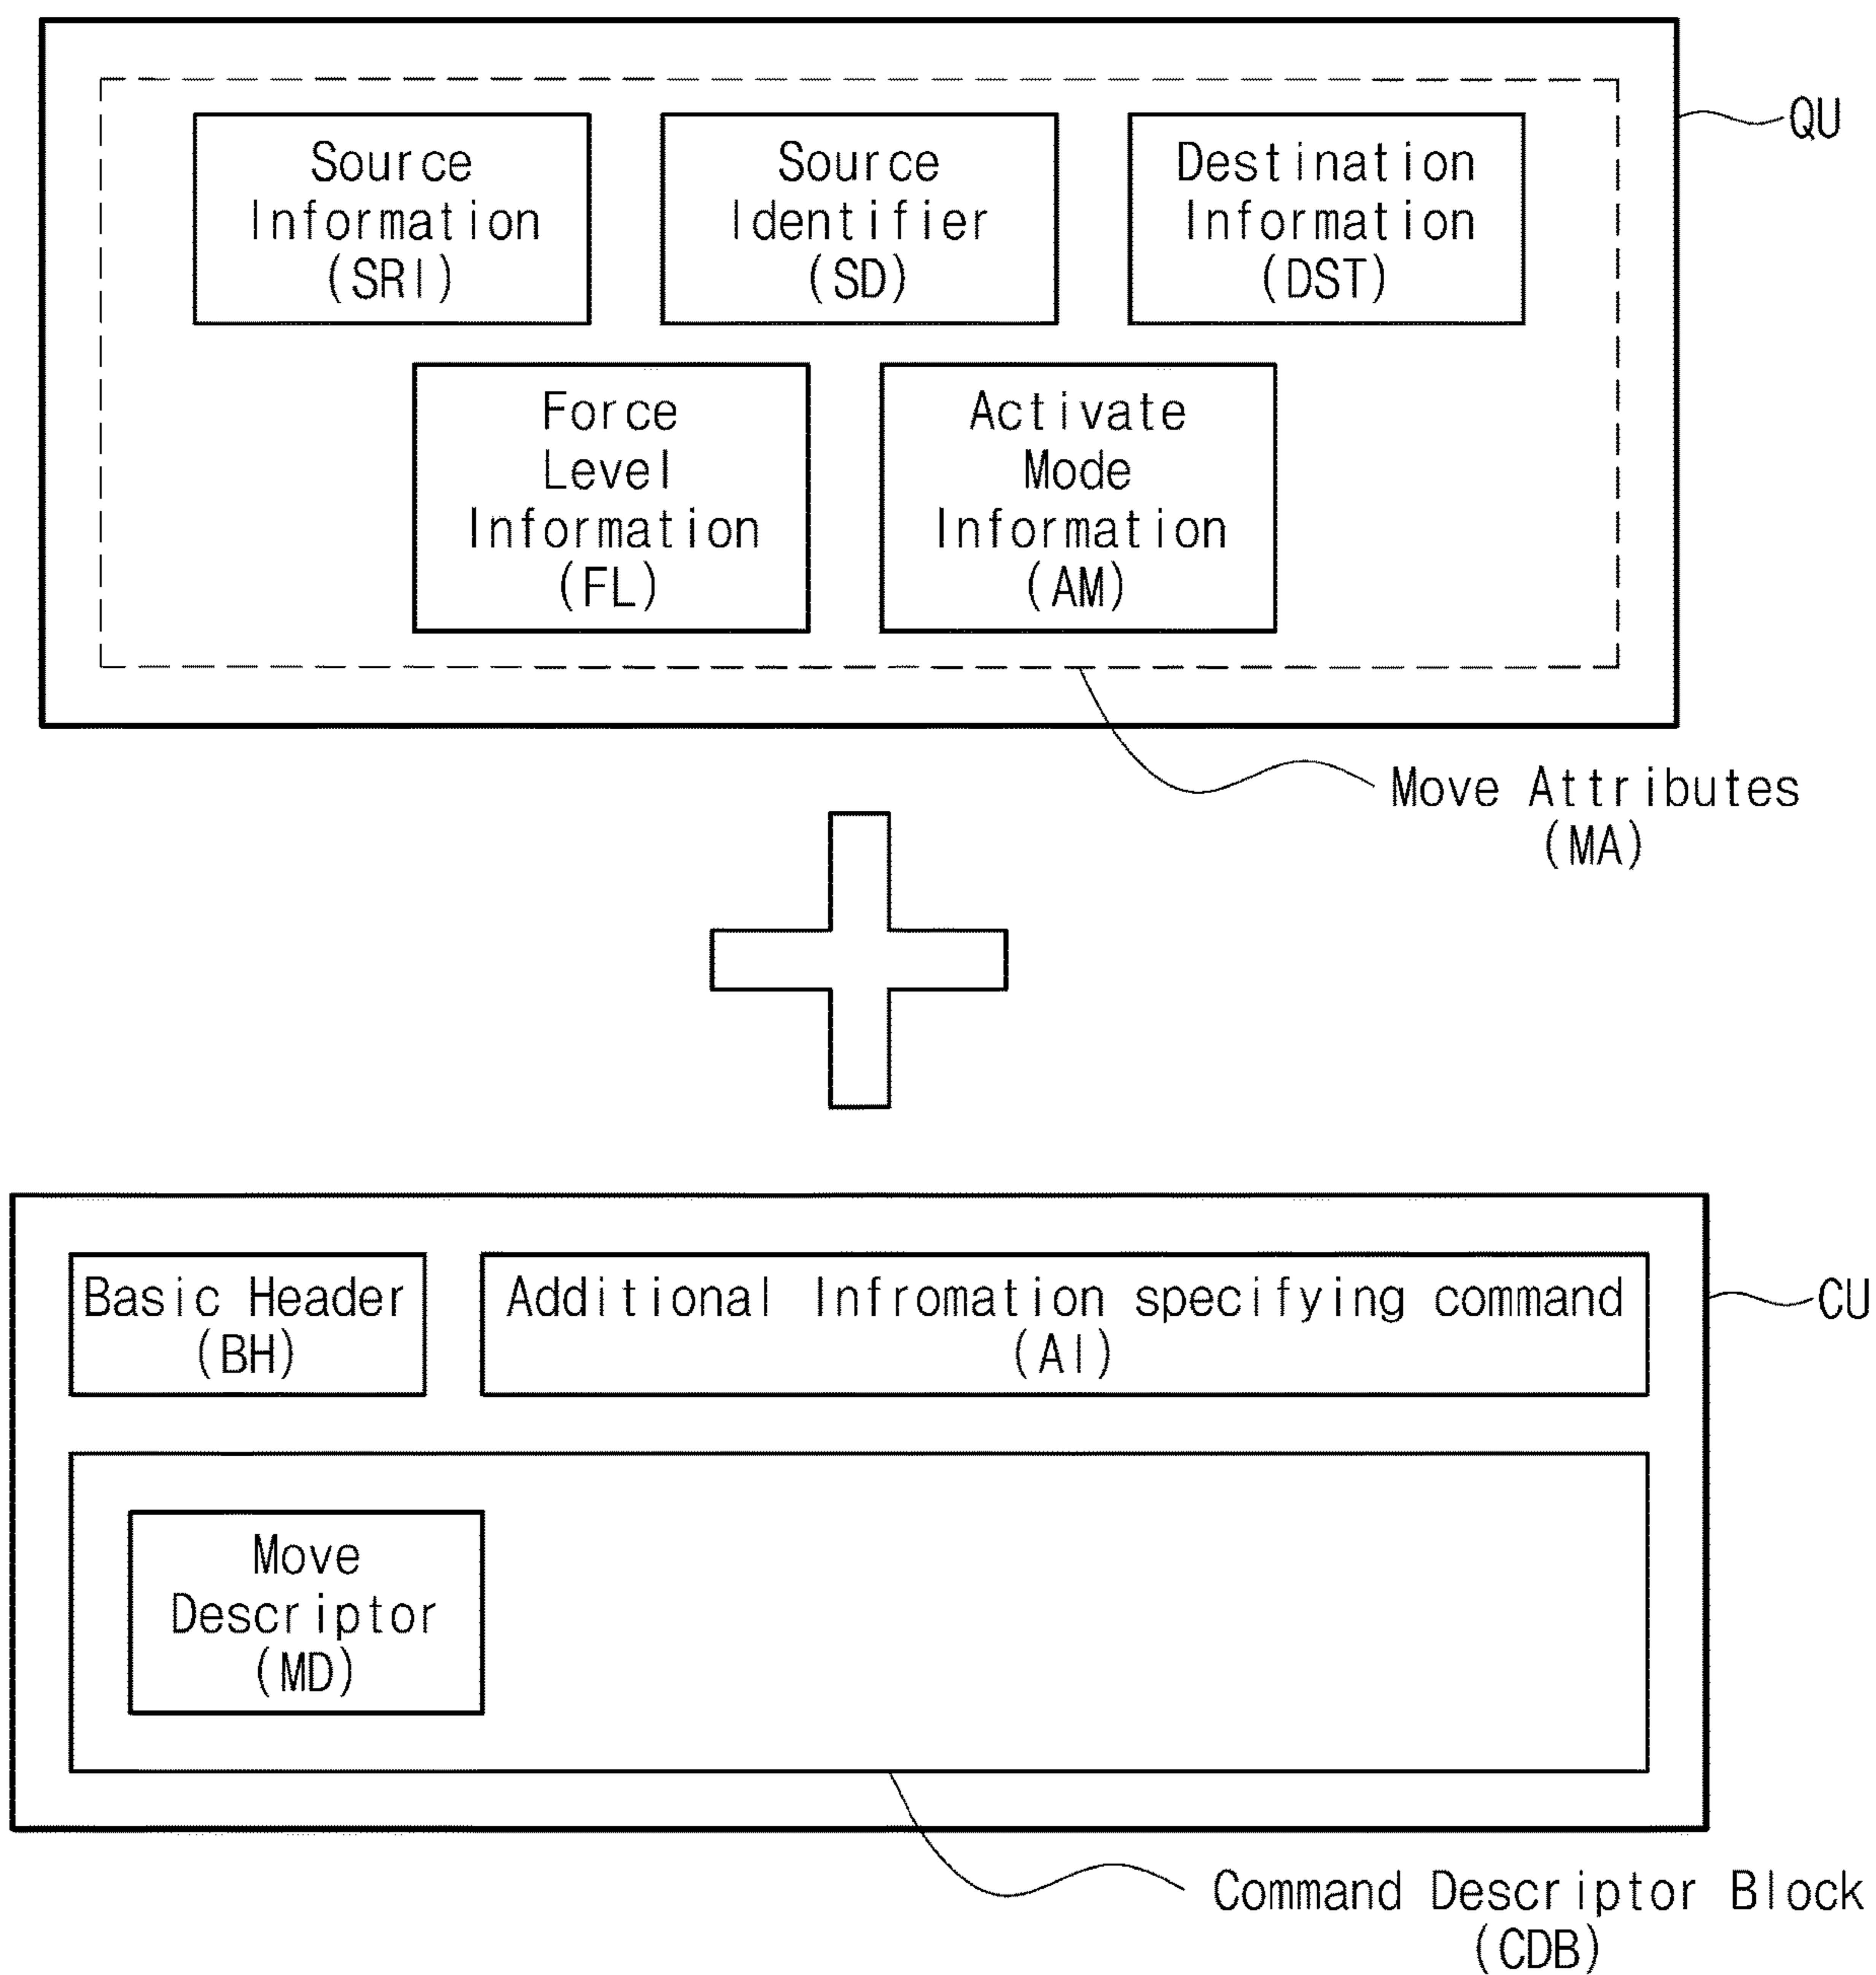 Source
Information
(SRI)
Source
Identifier
(SD)
Destination
Information
(DST)
QU
Force
Level
Information
(FL)
Activate
Mode
Information
(AM)
Move Attributes
(MA)
Basic Header
(BH)
Additional Infromation specifying command
(AI)
CU
Move
Descriptor
(MD)
Command Descriptor Block
(CDB)